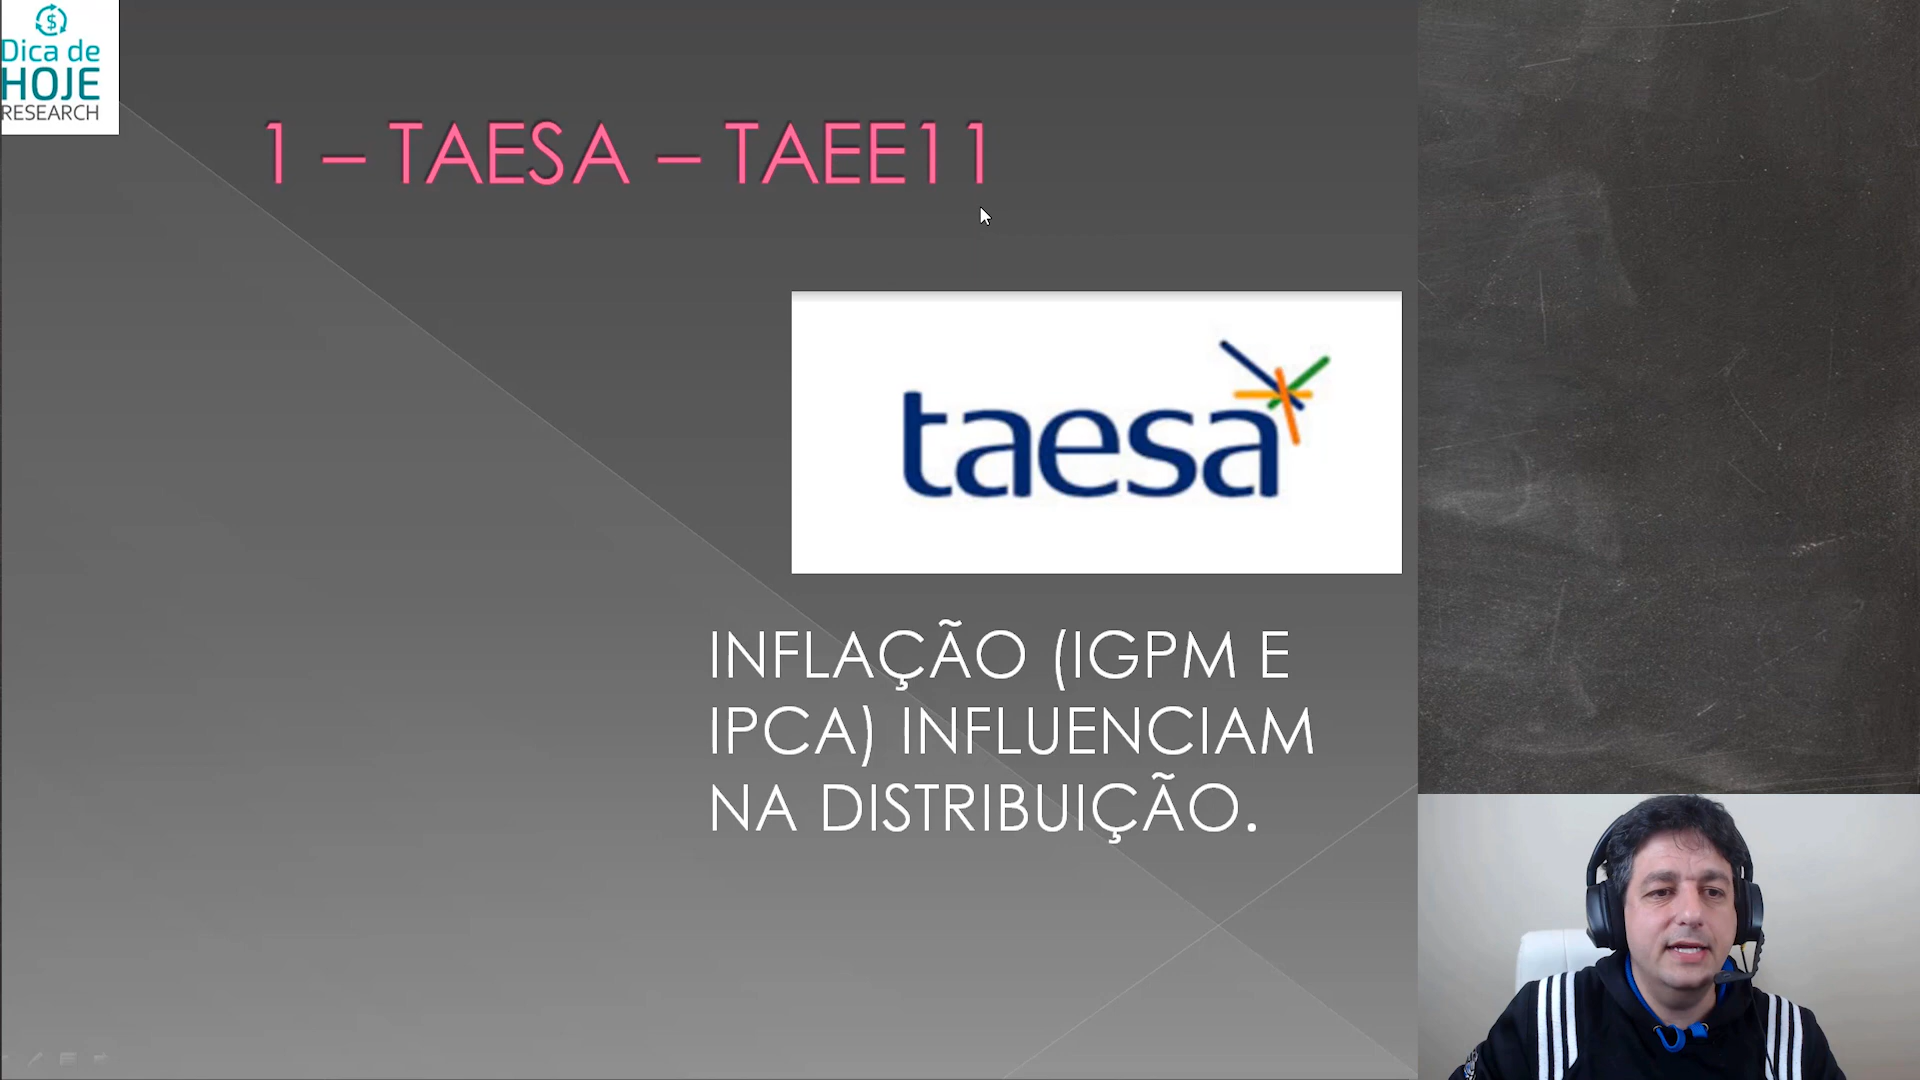 Dica de
HOJE
RESEARCH
1 – TAESA – TAEE11
taesa
INFLAÇÃO (IGPM E
IPCA) INFLUENCIAM
NA DISTRIBUIÇÃO.